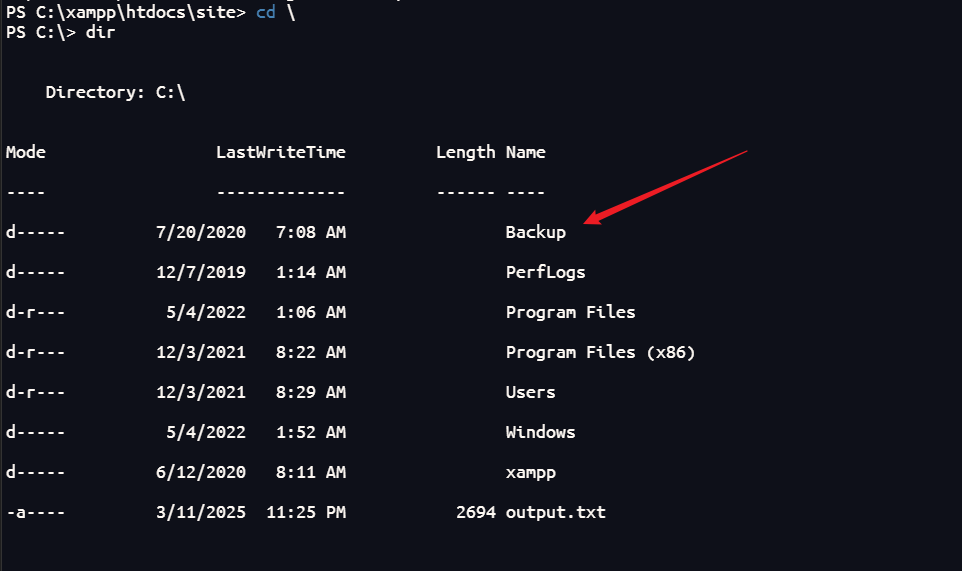 PS C:\xampp\htdocs\site> cd \
PS C:\> dir
Directory: C:\
Mode LastWriteTime Length Name
---- ------------- ------ ----
d----- 7/20/2020 7:08 AM Backup
d----- 12/7/2019 1:14 AM PerfLogs
d-r--- 5/4/2022 1:06 AM Program Files
d-r--- 12/3/2021 8:22 AM Program Files (x86)
d-r--- 12/3/2021 8:29 AM Users
d----- 5/4/2022 1:52 AM Windows
d----- 6/12/2020 8:11 AM xampp
-a---- 3/11/2025 11:25 PM 2694 output.txt